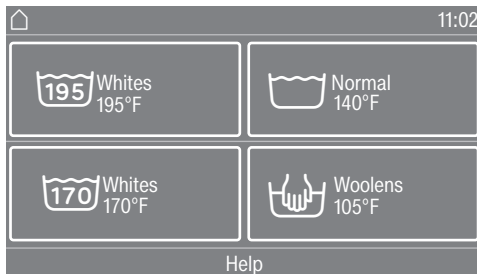 11:02
195
Whites
195°F
Normal
140°F
170
Whites
170°F
Woolens
105°F
Help